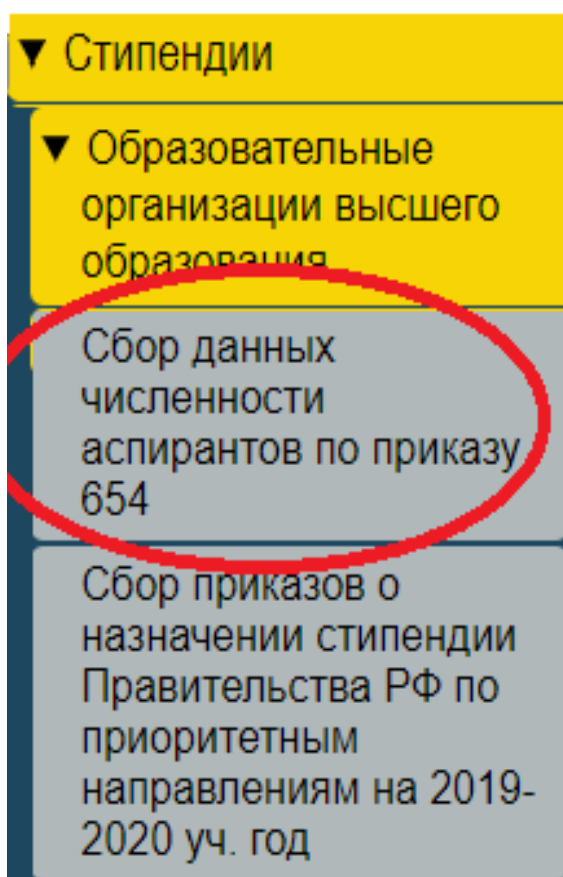 ▼ Стипендии
▼ Образовательные
организации высшего
образования
Сбор данных
численности
аспирантов по приказу
654
Сбор приказов о
назначении стипендии
Правительства РФ по
приоритетным
направлениям на 2019-
2020 уч. год